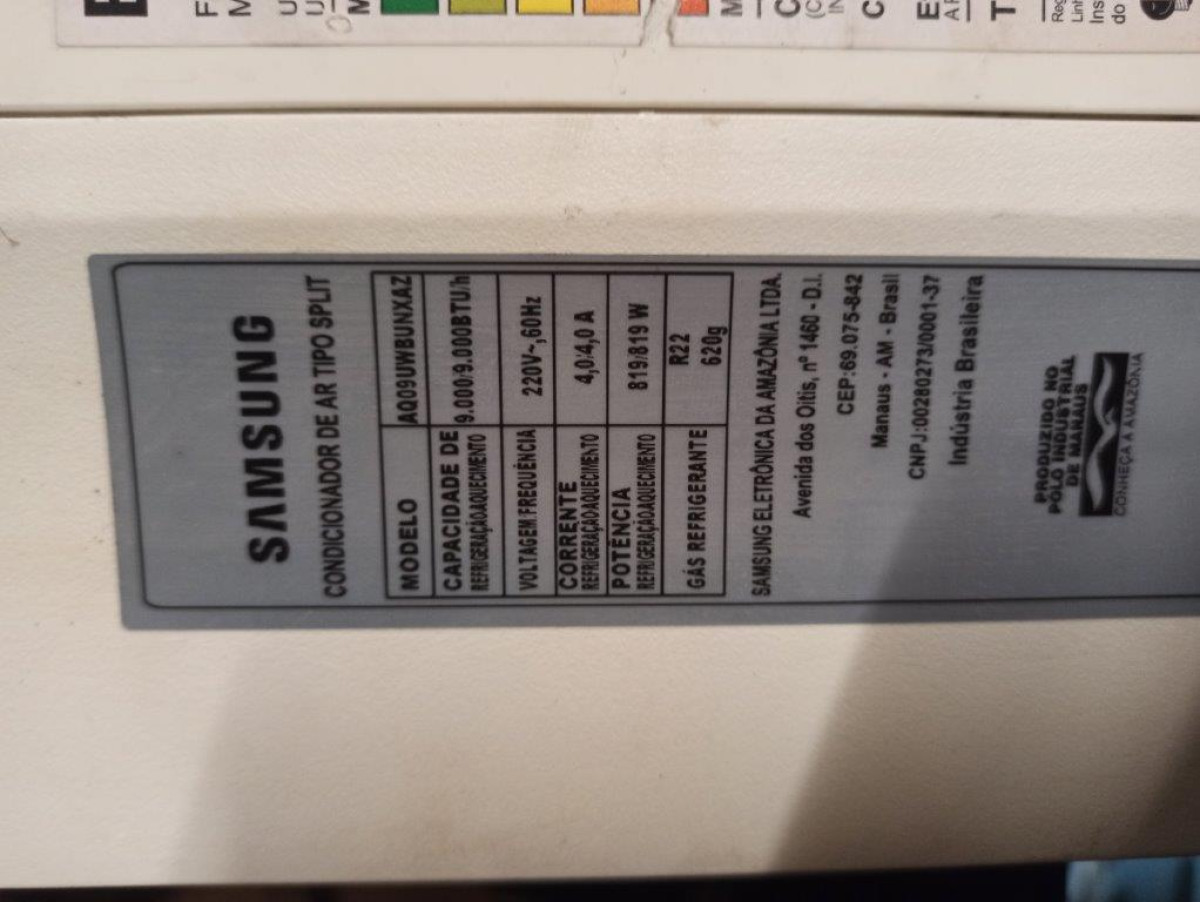 SAMSUNG
CONDICIONADOR DE AR TIPO SPLIT
MODELO AQ09UWBUNXAZ
CAPACIDADE DE REFRIGERAÇÃO/AQUECIMENTO 9.000/9.000BTU/h
VOLTAGEM/FREQUÊNCIA 220V~,60Hz
CORRENTE REFRIGERAÇÃO/AQUECIMENTO 4,0/4,0 A
POTÊNCIA REFRIGERAÇÃO/AQUECIMENTO 819/819 W
GÁS REFRIGERANTE R22 620g
SAMSUNG ELETRÔNICA DA AMAZÔNIA LTDA.
Avenida dos Oitis, nº 1460 - D.I.
CEP:69.075-842
Manaus - AM - Brasil
CNPJ:00280273/0001-37
Indústria Brasileira
PRODUZIDO NO
PÓLO INDUSTRIAL
DE MANAUS
CONHEÇA A AMAZÔNIA